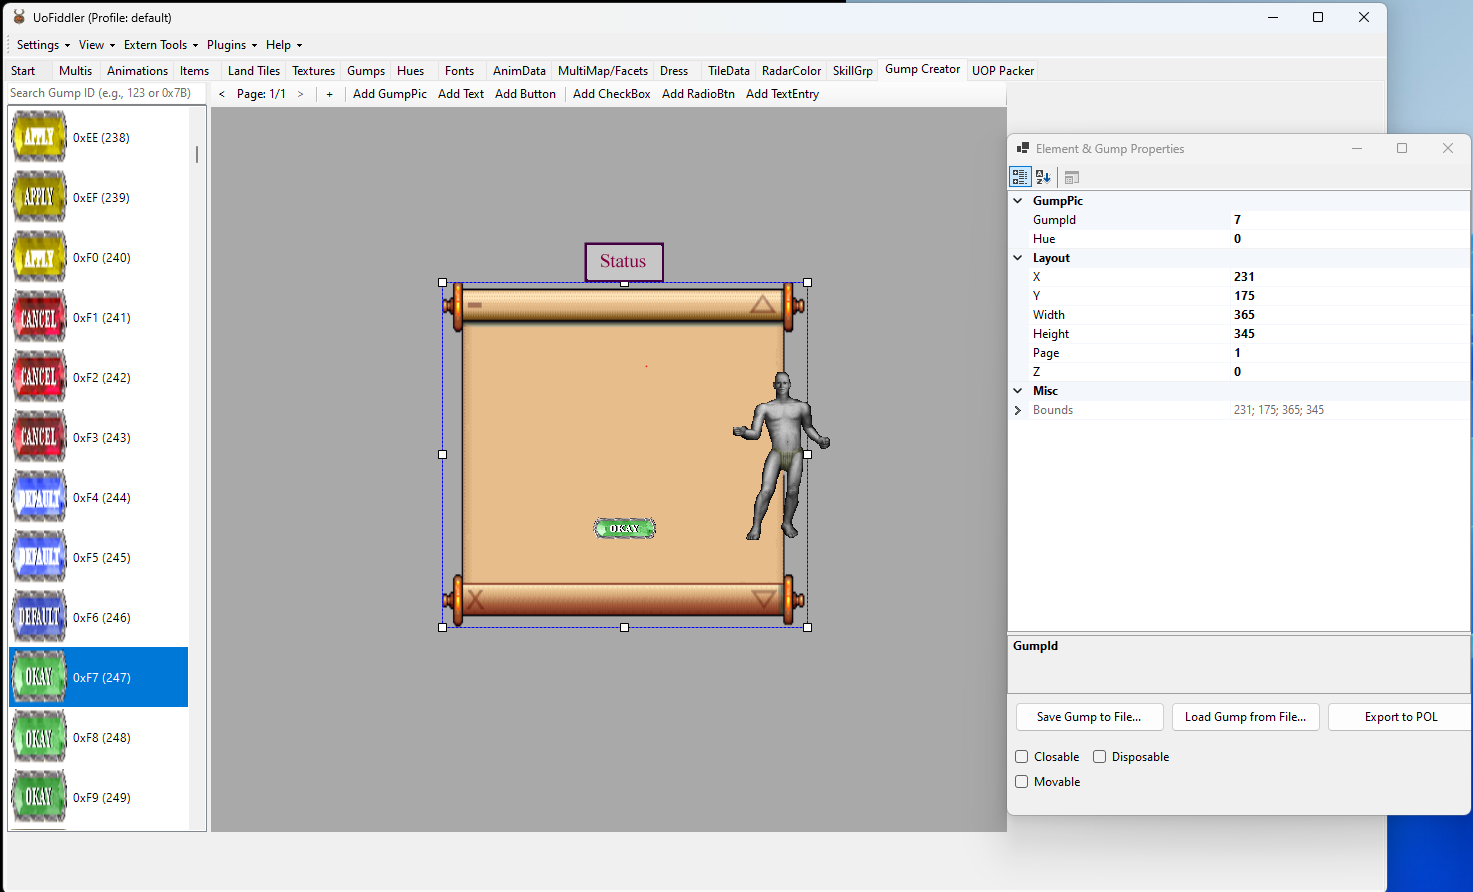 UoFiddler (Profile: default)
Settings View Extern Tools Plugins Help
Start Multis Animations Items Land Tiles Textures Gumps Hues Fonts AnimData MultiMap/Facets Dress TileData RadarColor SkillGrp Gump Creator UOP Packer
Search Gump ID (e.g., 123 or 0x7B)
< Page: 1/1 > + Add GumpPic Add Text Add Button Add CheckBox Add RadioBtn Add TextEntry
APPLY 0xEE (238)
APPLY 0xEF (239)
APPLY 0xF0 (240)
CANCEL 0xF1 (241)
CANCEL 0xF2 (242)
CANCEL 0xF3 (243)
DEFAULT 0xF4 (244)
DEFAULT 0xF5 (245)
DEFAULT 0xF6 (246)
OKAY 0xF7 (247)
OKAY 0xF8 (248)
OKAY 0xF9 (249)
Status
OKAY
X
Element & Gump Properties
GumpPic
GumpId 7
Hue 0
Layout
X 231
Y 175
Width 365
Height 345
Page 1
Z 0
Misc
Bounds 231; 175; 365; 345
GumpId
Save Gump to File... Load Gump from File... Export to POL
Closable Disposable
Movable